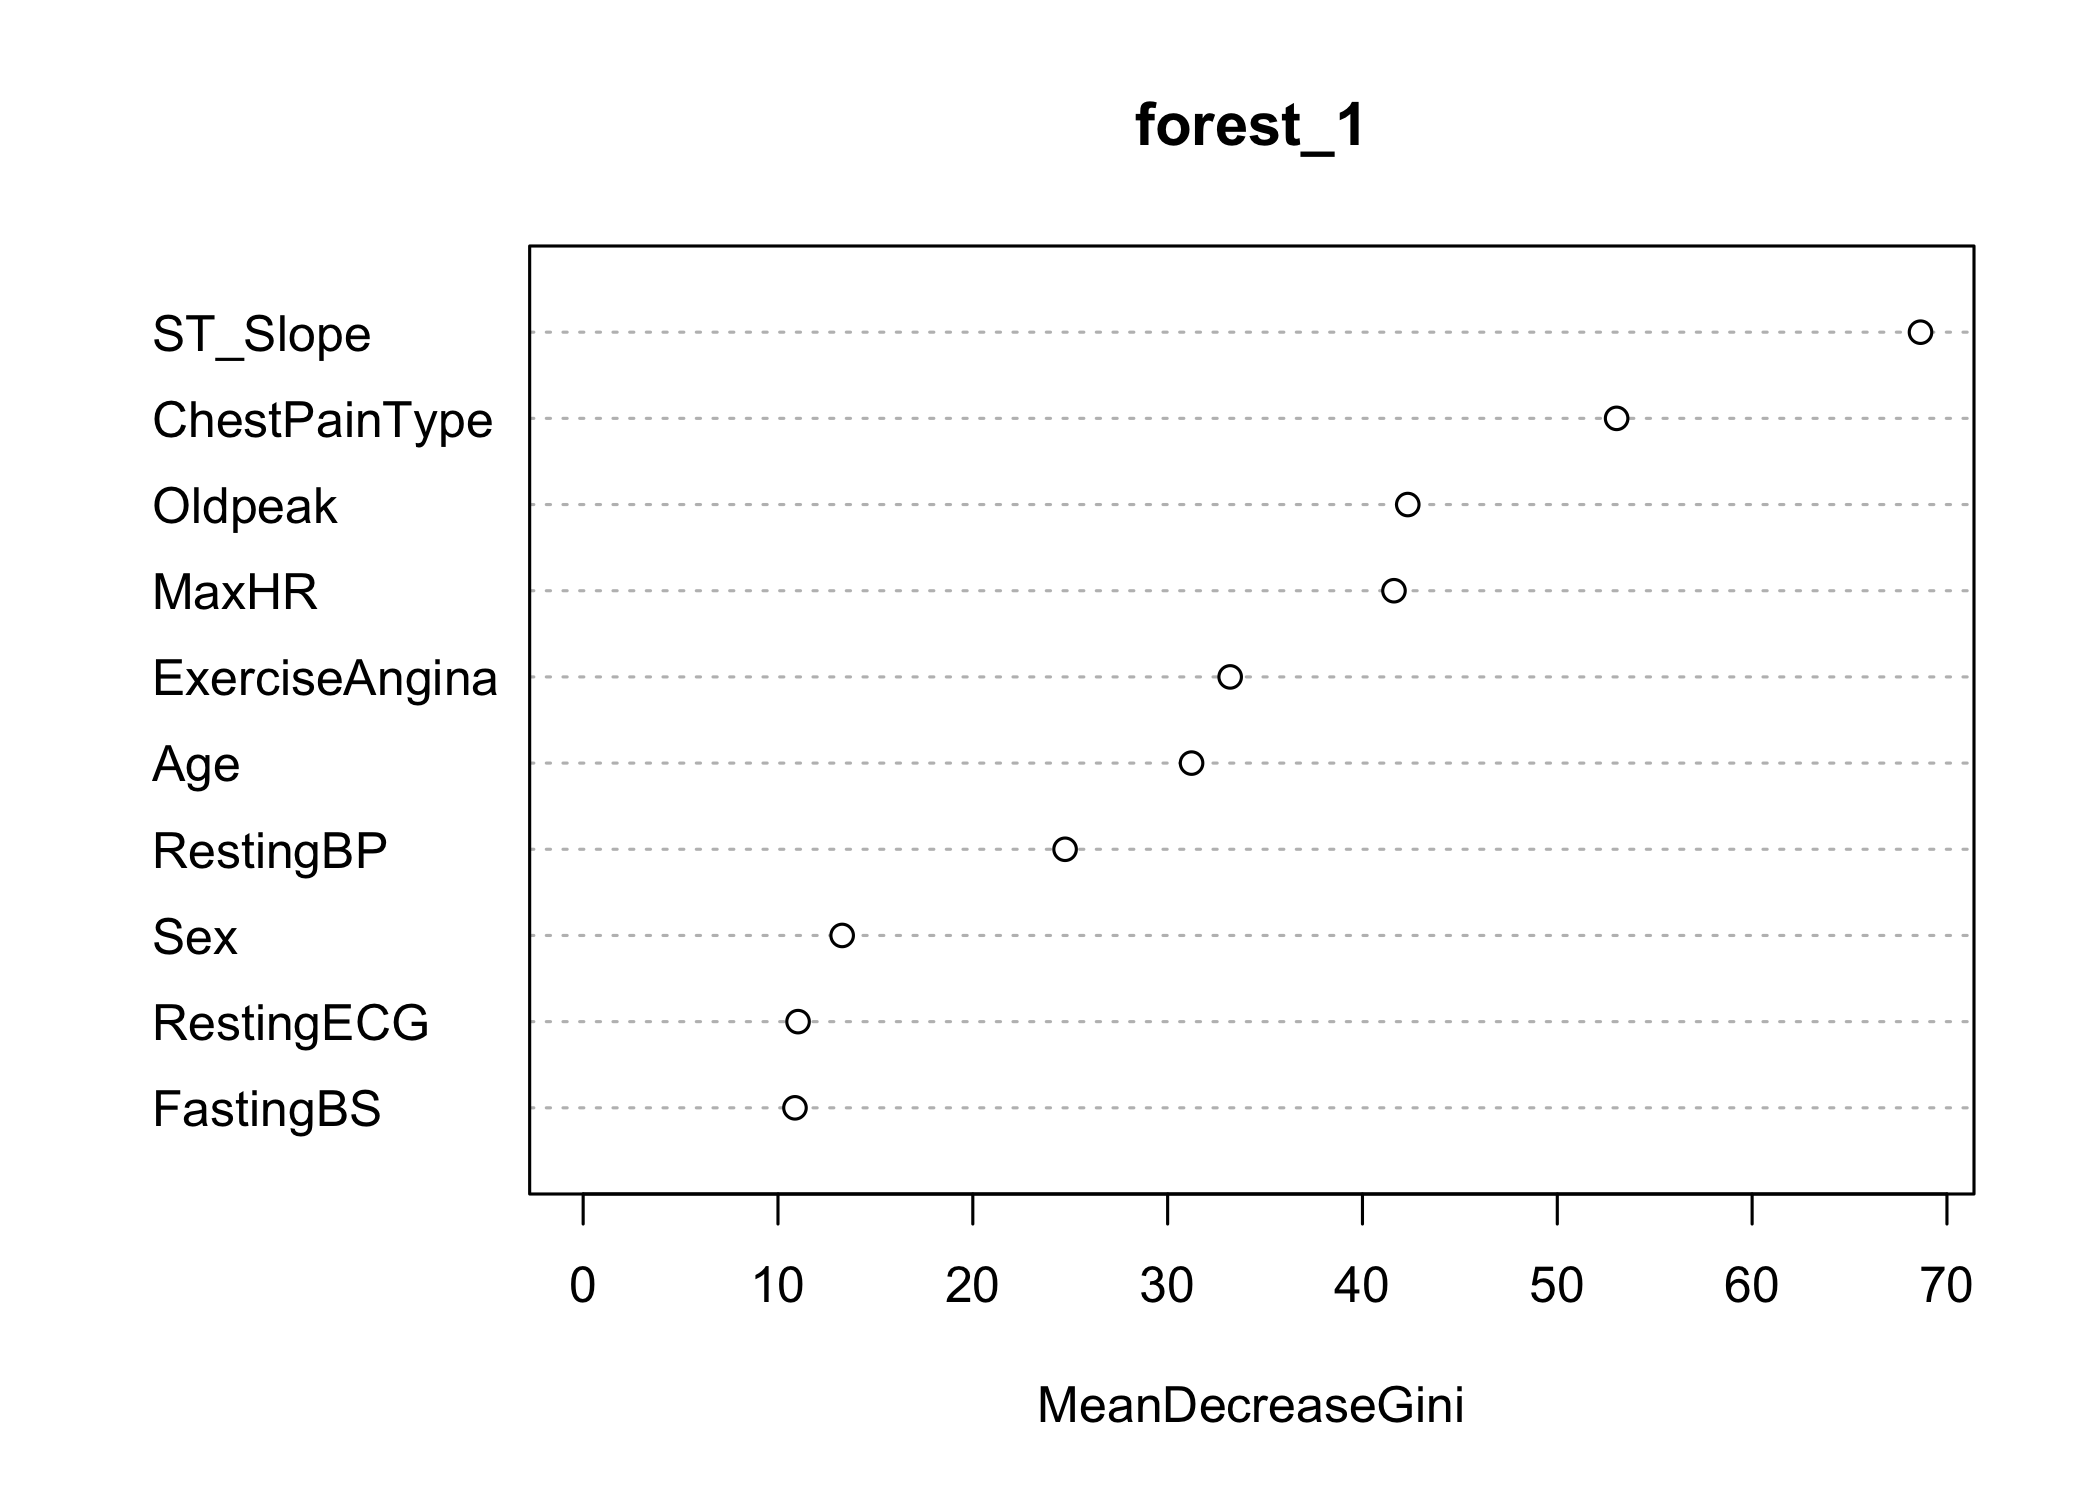 forest_1
ST_Slope
ChestPainType
Oldpeak
MaxHR
ExerciseAngina
Age
RestingBP
Sex
RestingECG
FastingBS
0 10 20 30 40 50 60 70
MeanDecreaseGini